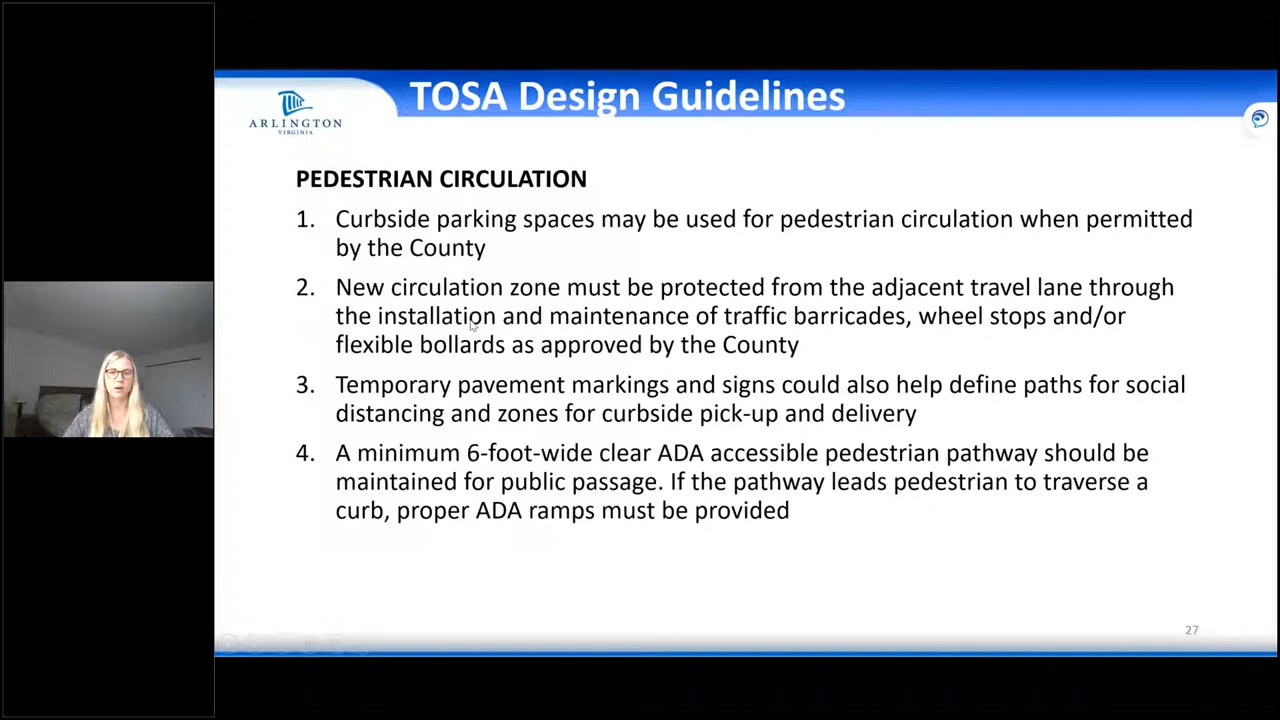 TOSA Design Guidelines
ARLINGTON
VIRGINIA
PEDESTRIAN CIRCULATION
1. Curbside parking spaces may be used for pedestrian circulation when permitted
by the County
2. New circulation zone must be protected from the adjacent travel lane through
the installation and maintenance of traffic barricades, wheel stops and/or
flexible bollards as approved by the County
3. Temporary pavement markings and signs could also help define paths for social
distancing and zones for curbside pick-up and delivery
4. A minimum 6-foot-wide clear ADA accessible pedestrian pathway should be
maintained for public passage. If the pathway leads pedestrian to traverse a
curb, proper ADA ramps must be provided
27